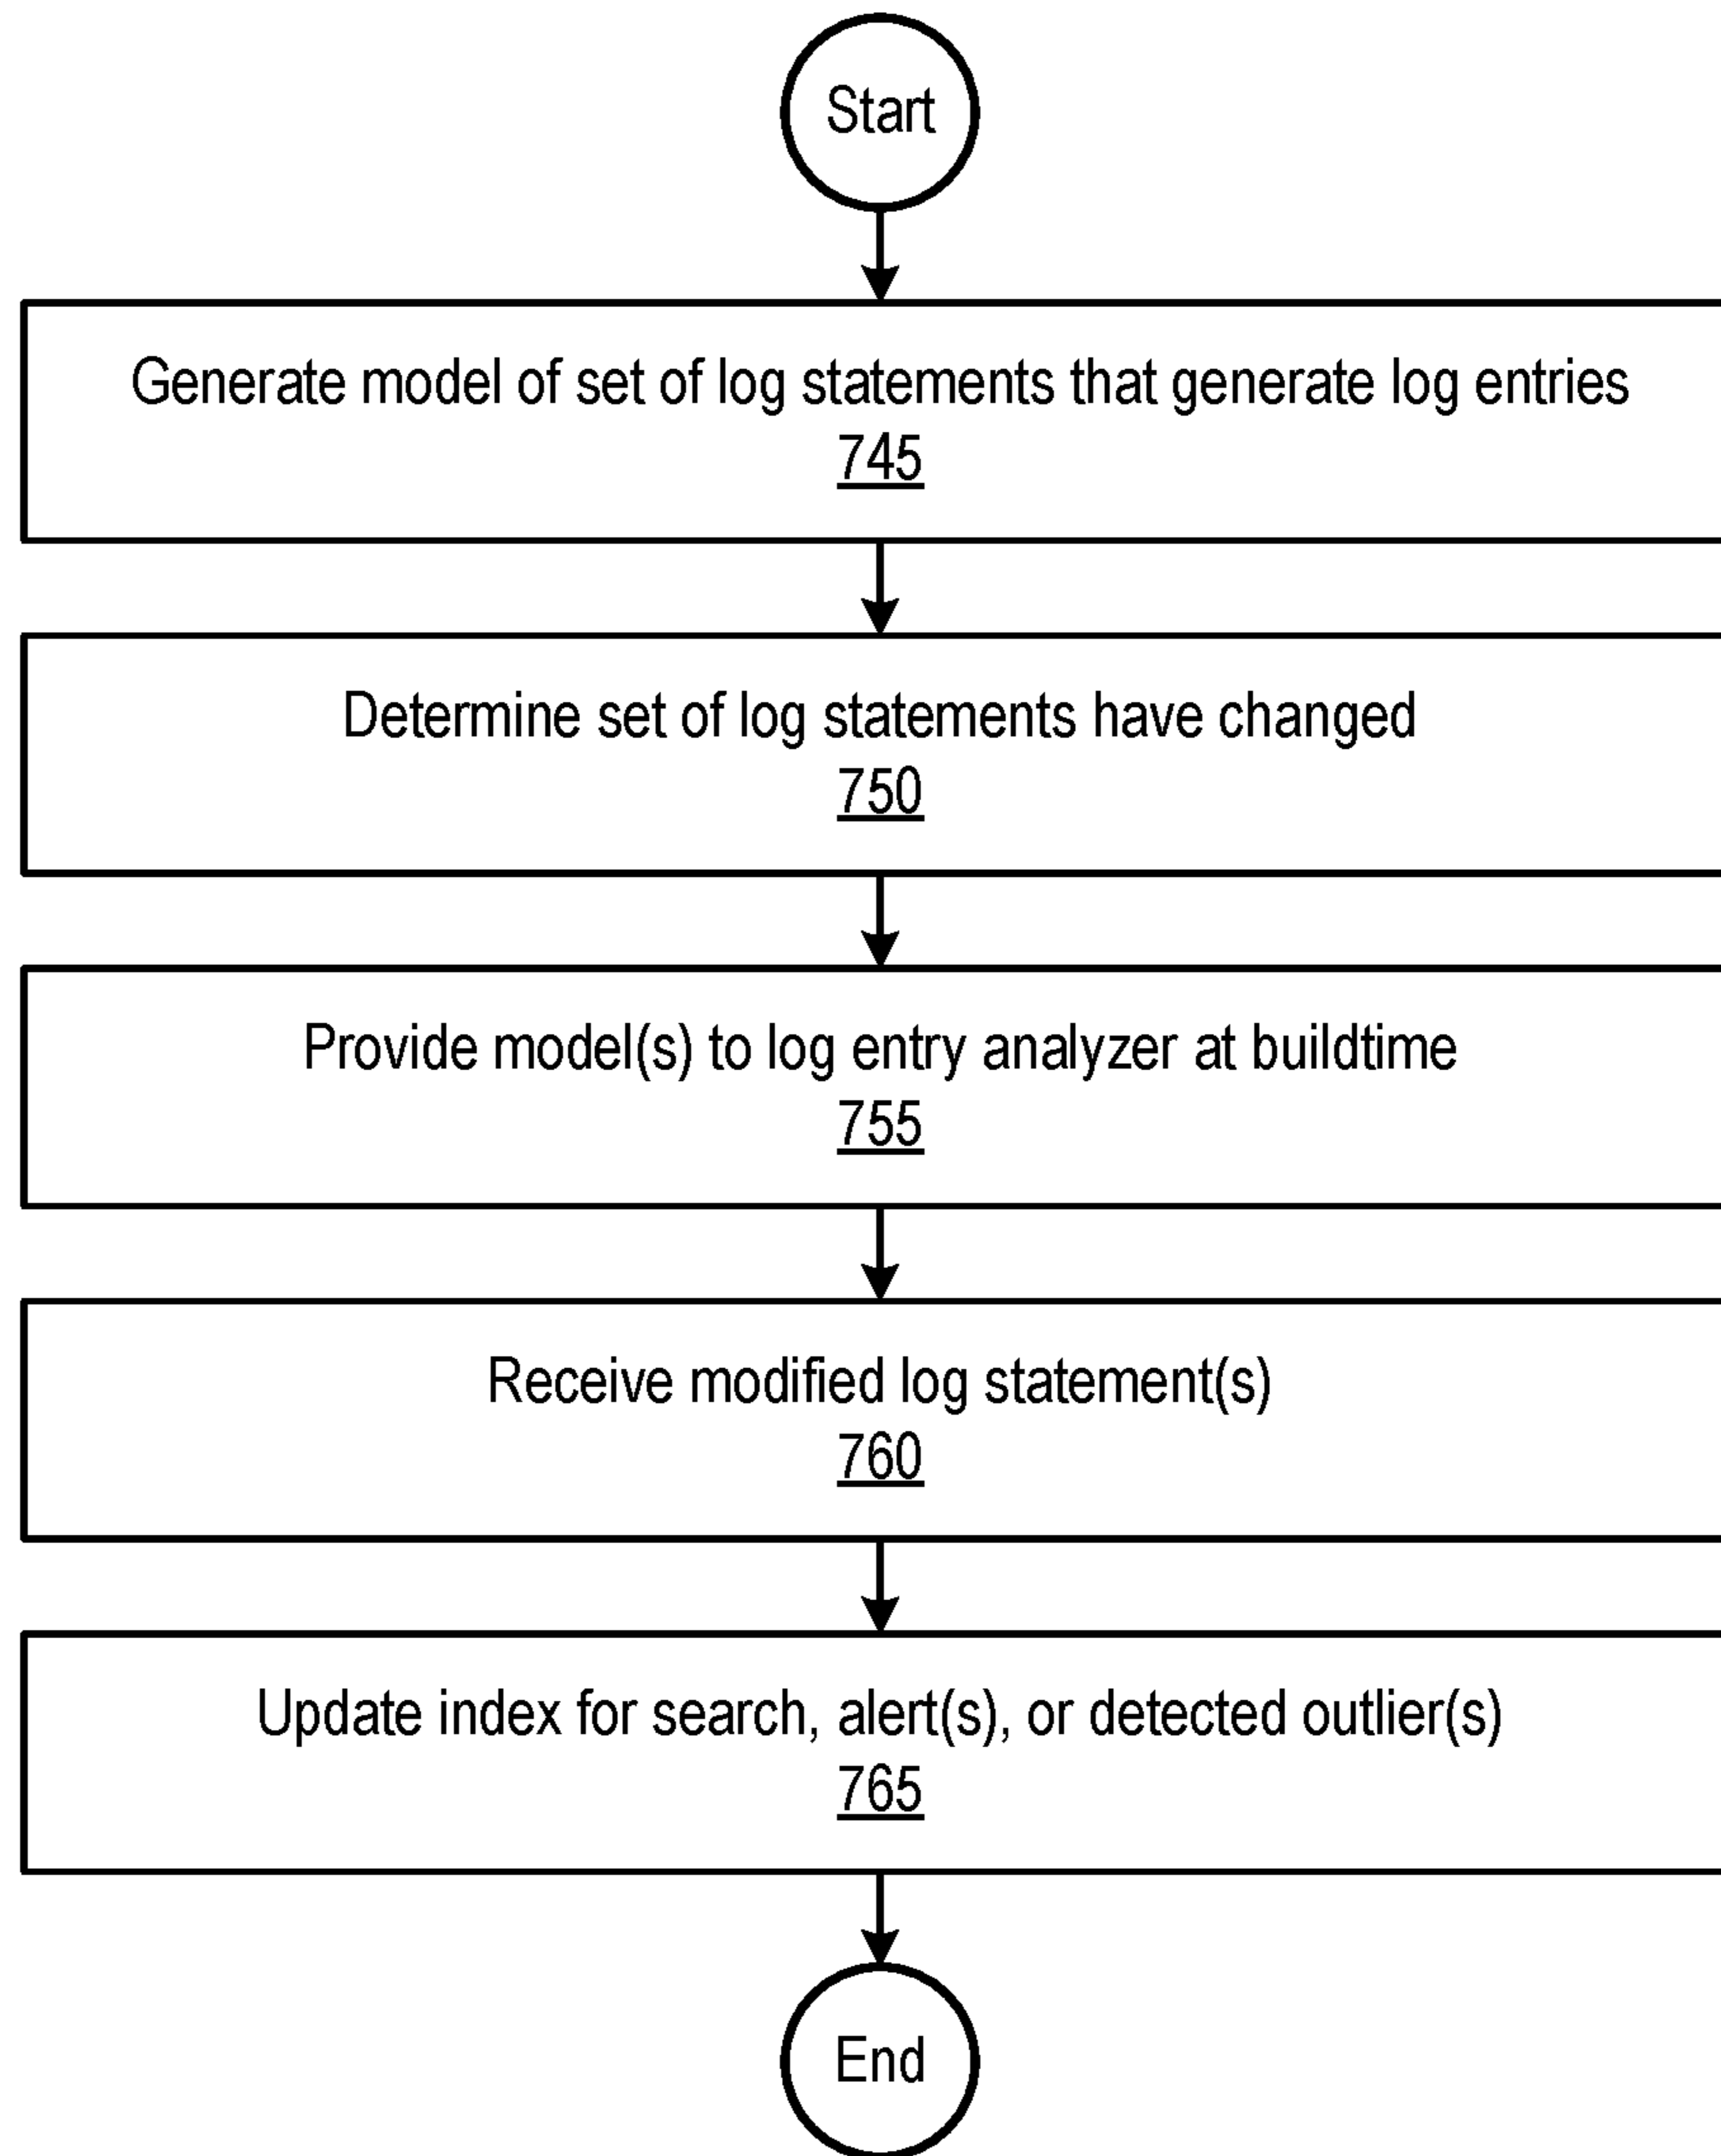 Start
Generate model of set of log statements that generate log entries
745
Determine set of log statements have changed
750
Provide model(s) to log entry analyzer at buildtime
755
Receive modified log statement(s)
760
Update index for search, alert(s), or detected outlier(s)
765
End